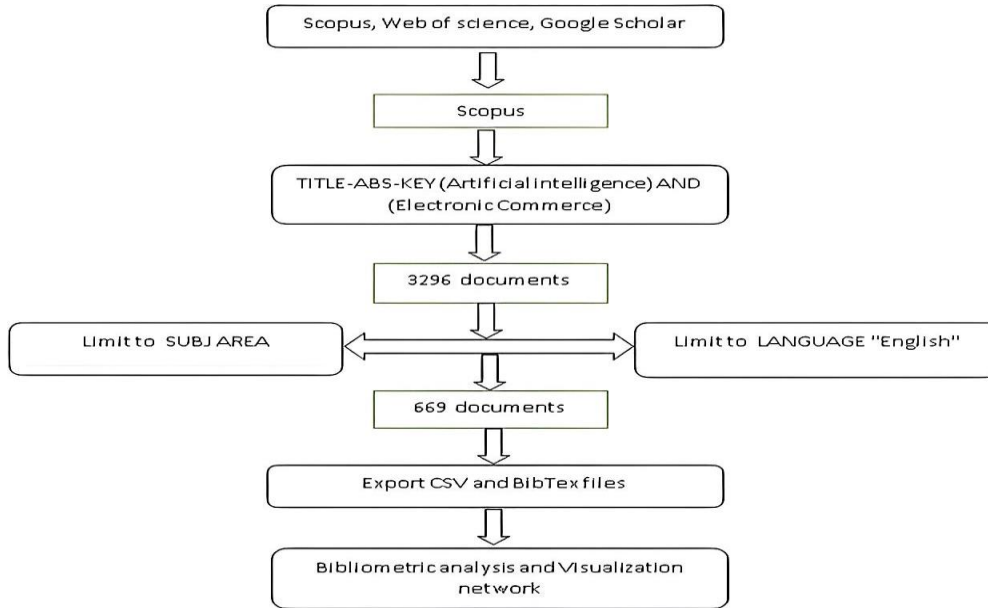 Scopus, Web of science, Google Scholar
Scopus
TITLE-ABS-KEY (Artificial intelligence) AND
(Electronic Commerce)
3296 documents
Limit to SUBJ AREA
Limit to LANGUAGE "English"
669 documents
Export CSV and BibTex files
Bibliometric analysis and Visualization
network